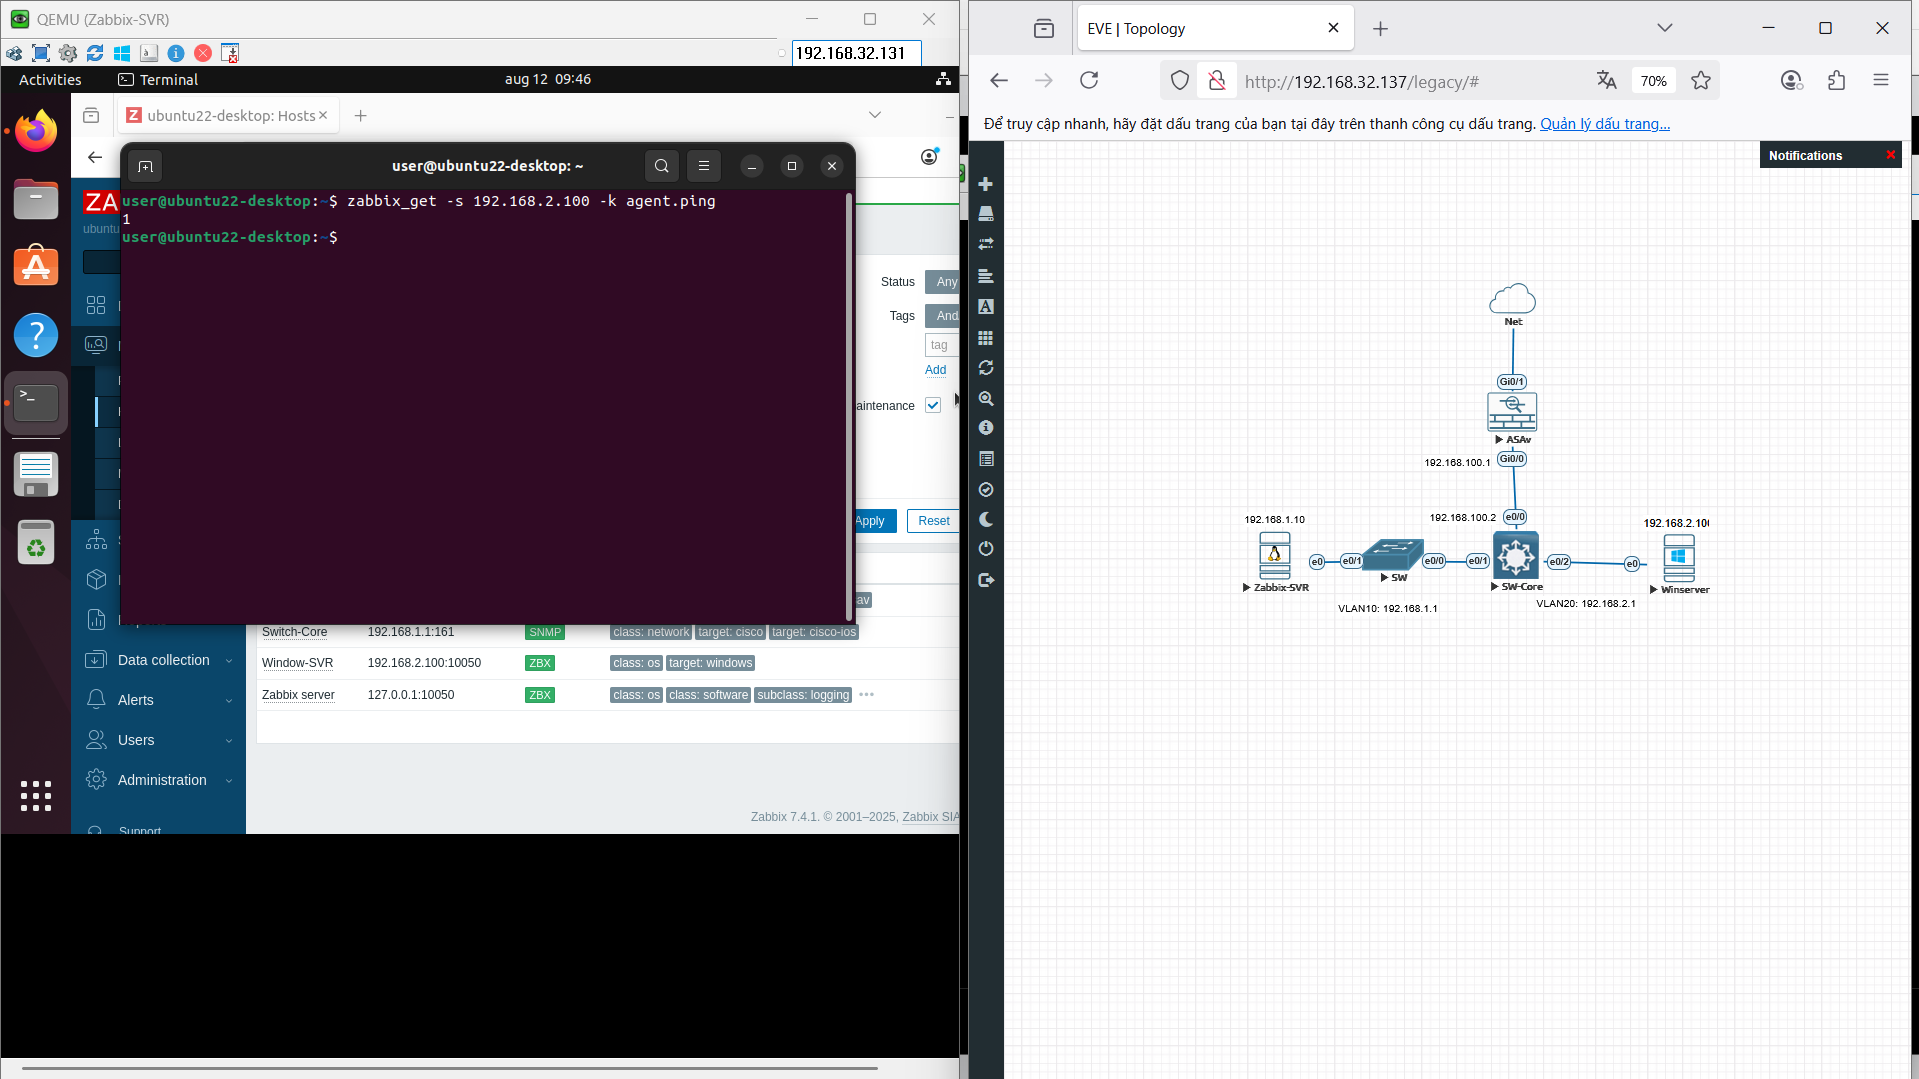 QEMU (Zabbix-SVR)
192.168.32.131
Activities
Terminal
aug 12 09:46
ubuntu22-desktop: Hosts
user@ubuntu22-desktop: ~
user@ubuntu22-desktop:~$ zabbix_get -s 192.168.2.100 -k agent.ping
1
user@ubuntu22-desktop:~$
ZA
ubuntu
Status
Any
Tags
And
tag
Add
aintenance
Apply
Reset
av
Switch-Core 192.168.1.1:161 SNMP class: network target: cisco target: cisco-ios
Window-SVR 192.168.2.100:10050 ZBX class: os target: windows
Zabbix server 127.0.0.1:10050 ZBX class: os class: software subclass: logging •••
Data collection
Alerts
Users
Administration
Support
Zabbix 7.4.1. © 2001–2025, Zabbix SIA
EVE | Topology
http://192.168.32.137/legacy/#
70%
Để truy cập nhanh, hãy đặt dấu trang của bạn tại đây trên thanh công cụ dấu trang. Quản lý dấu trang...
Notifications
Net
Gi0/1
ASAv
192.168.100.1
Gi0/0
192.168.100.2
e0/0
192.168.1.10
192.168.2.10
e0
e0/1
e0/0
e0/1
e0/2
e0
Zabbix-SVR
SW
SW-Core
Winserver
VLAN10: 192.168.1.1
VLAN20: 192.168.2.1